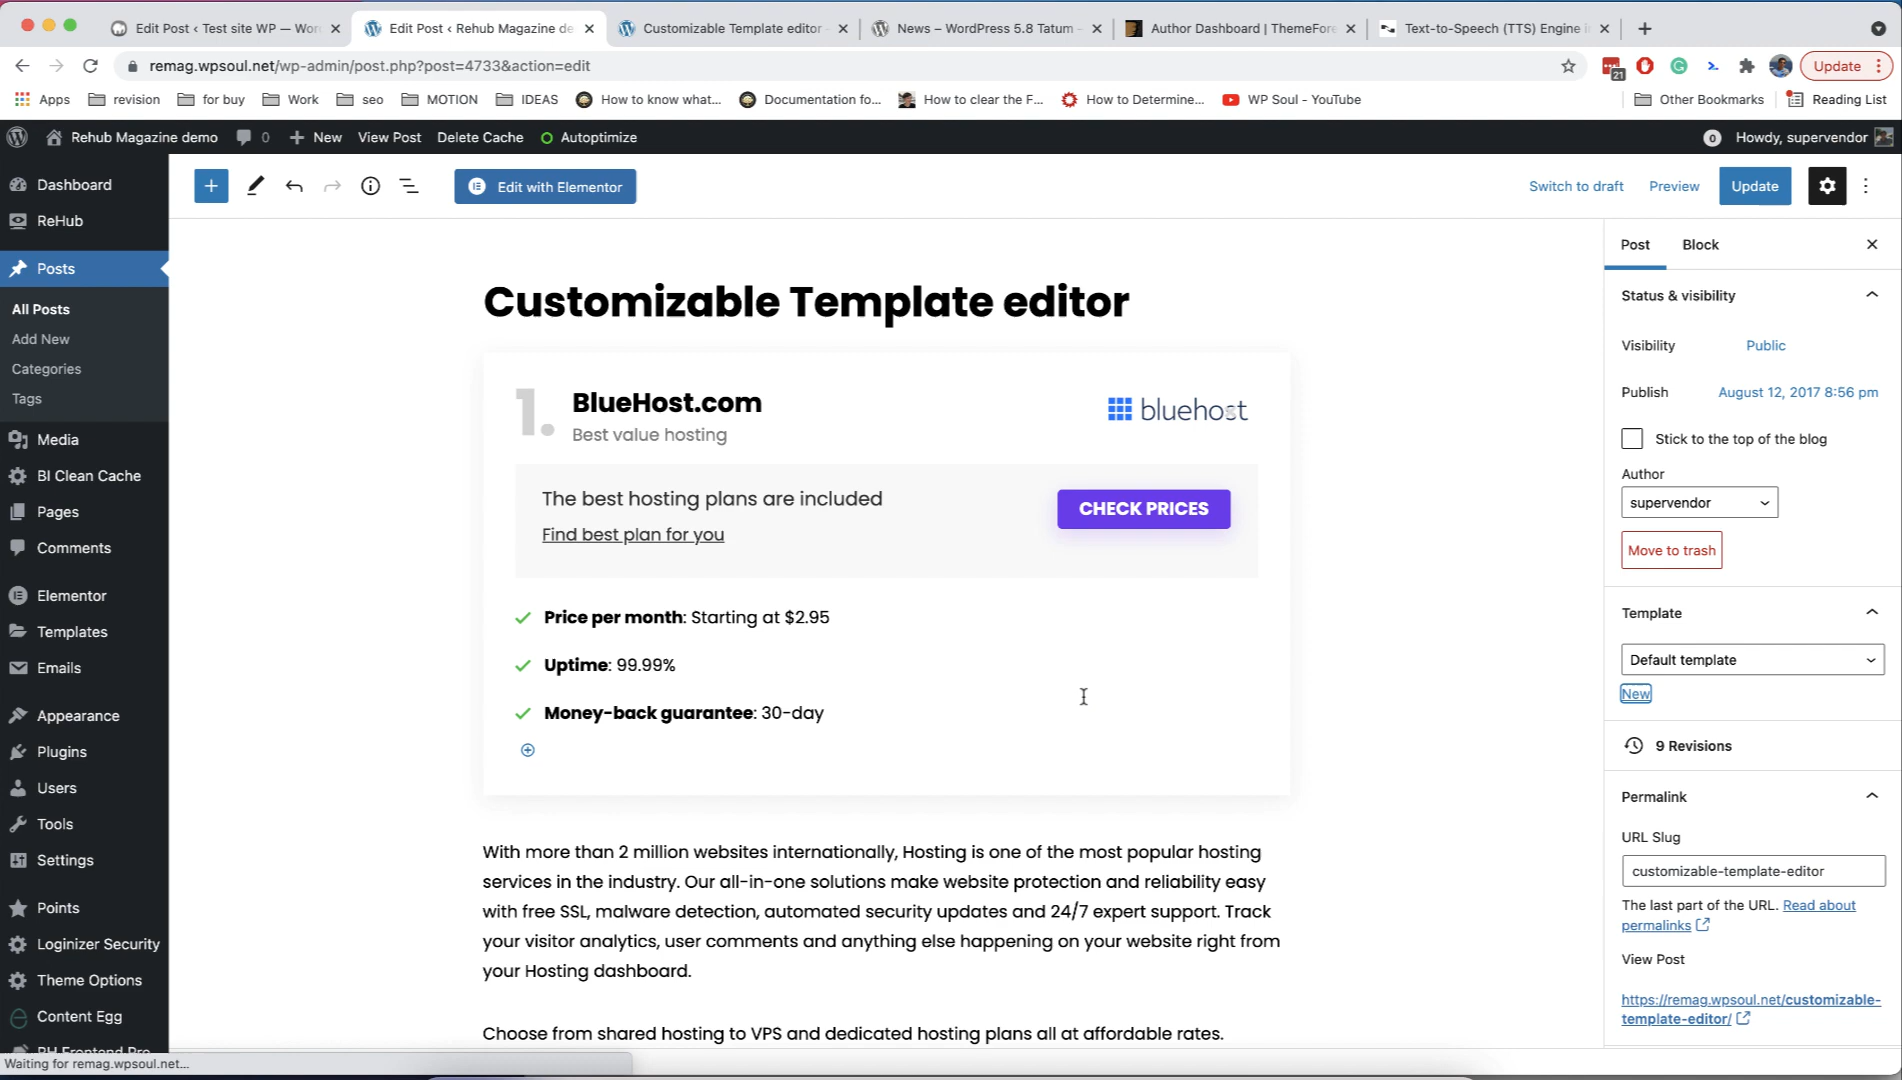 Edit Post ‹ Test site WP — Wor
Edit Post ‹ Rehub Magazine de
Customizable Template editor -
News – WordPress 5.8 Tatum -
Author Dashboard | ThemeFore
Text-to-Speech (TTS) Engine i
remag.wpsoul.net/wp-admin/post.php?post=4733&action=edit
21
Update
Apps
revision
for buy
Work
seo
MOTION
IDEAS
How to know what...
Documentation fo...
How to clear the F...
How to Determine...
WP Soul - YouTube
Other Bookmarks
Reading List
Rehub Magazine demo
0
New
View Post
Delete Cache
Autoptimize
0
Howdy, supervendor
Dashboard
ReHub
Posts
All Posts
Add New
Categories
Tags
Media
BI Clean Cache
Pages
Comments
Elementor
Templates
Emails
Appearance
Plugins
Users
Tools
Settings
Points
Loginizer Security
Theme Options
Content Egg
RH Frontend Pro
Waiting for remag.wpsoul.net...
Edit with Elementor
Switch to draft
Preview
Update
Customizable Template editor
1.
BlueHost.com
Best value hosting
bluehost
The best hosting plans are included
Find best plan for you
CHECK PRICES
Price per month: Starting at $2.95
Uptime: 99.99%
Money-back guarantee: 30-day
With more than 2 million websites internationally, Hosting is one of the most popular hosting
services in the industry. Our all-in-one solutions make website protection and reliability easy
with free SSL, malware detection, automated security updates and 24/7 expert support. Track
your visitor analytics, user comments and anything else happening on your website right from
your Hosting dashboard.
Choose from shared hosting to VPS and dedicated hosting plans all at affordable rates.
Post
Block
Status & visibility
Visibility
Public
Publish
August 12, 2017 8:56 pm
Stick to the top of the blog
Author
supervendor
Move to trash
Template
Default template
New
9 Revisions
Permalink
URL Slug
customizable-template-editor
The last part of the URL. Read about
permalinks
View Post
https://remag.wpsoul.net/customizable-
template-editor/